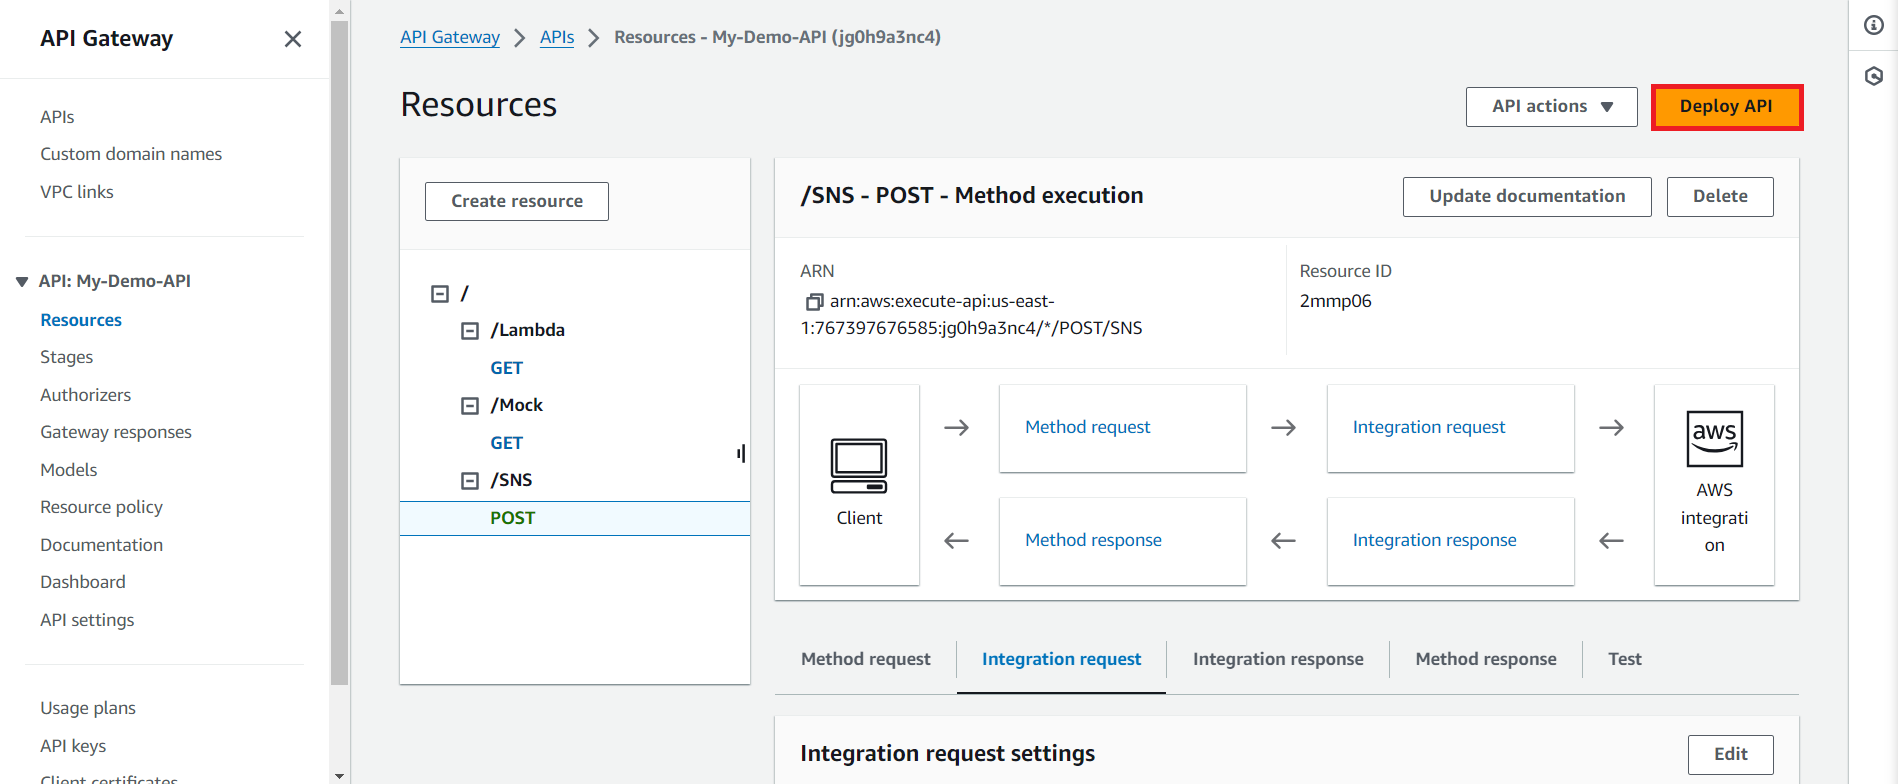 API Gateway
APIs
Custom domain names
VPC links
API: My-Demo-API
Resources
Stages
Authorizers
Gateway responses
Models
Resource policy
Documentation
Dashboard
API settings
Usage plans
API keys
Client certificates
API Gateway > APIs > Resources - My-Demo-API (jg0h9a3nc4)
Resources
API actions
Deploy API
Create resource
/
/Lambda
GET
/Mock
GET
/SNS
POST
/SNS - POST - Method execution
Update documentation
Delete
ARN
arn:aws:execute-api:us-east-
1:767397676585:jg0h9a3nc4/*/POST/SNS
Resource ID
2mmp06
Client
Method request
Integration request
Method response
Integration response
aws
AWS
integrati
on
Method request
Integration request
Integration response
Method response
Test
Integration request settings
Edit